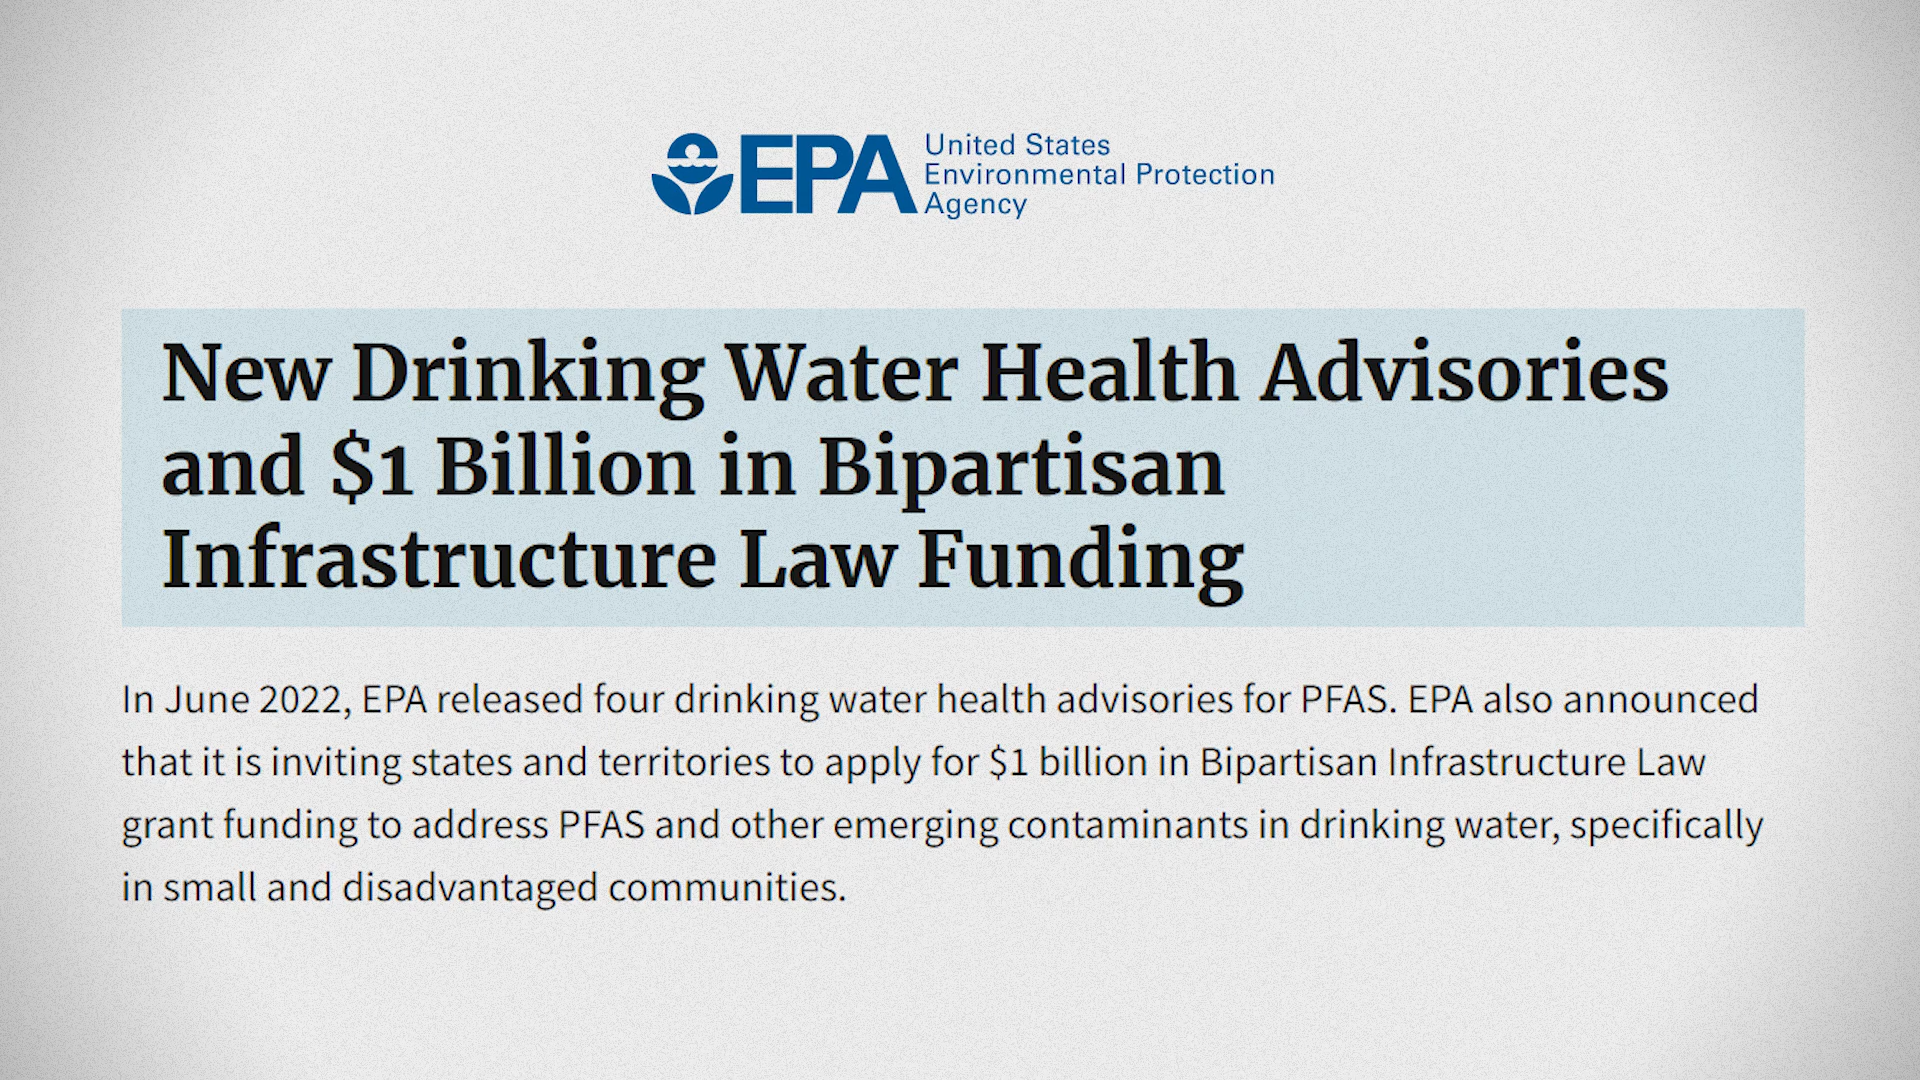 EPA
United States
Environmental Protection
Agency
New Drinking Water Health Advisories
and $1 Billion in Bipartisan
Infrastructure Law Funding
In June 2022, EPA released four drinking water health advisories for PFAS. EPA also announced
that it is inviting states and territories to apply for $1 billion in Bipartisan Infrastructure Law
grant funding to address PFAS and other emerging contaminants in drinking water, specifically
in small and disadvantaged communities.